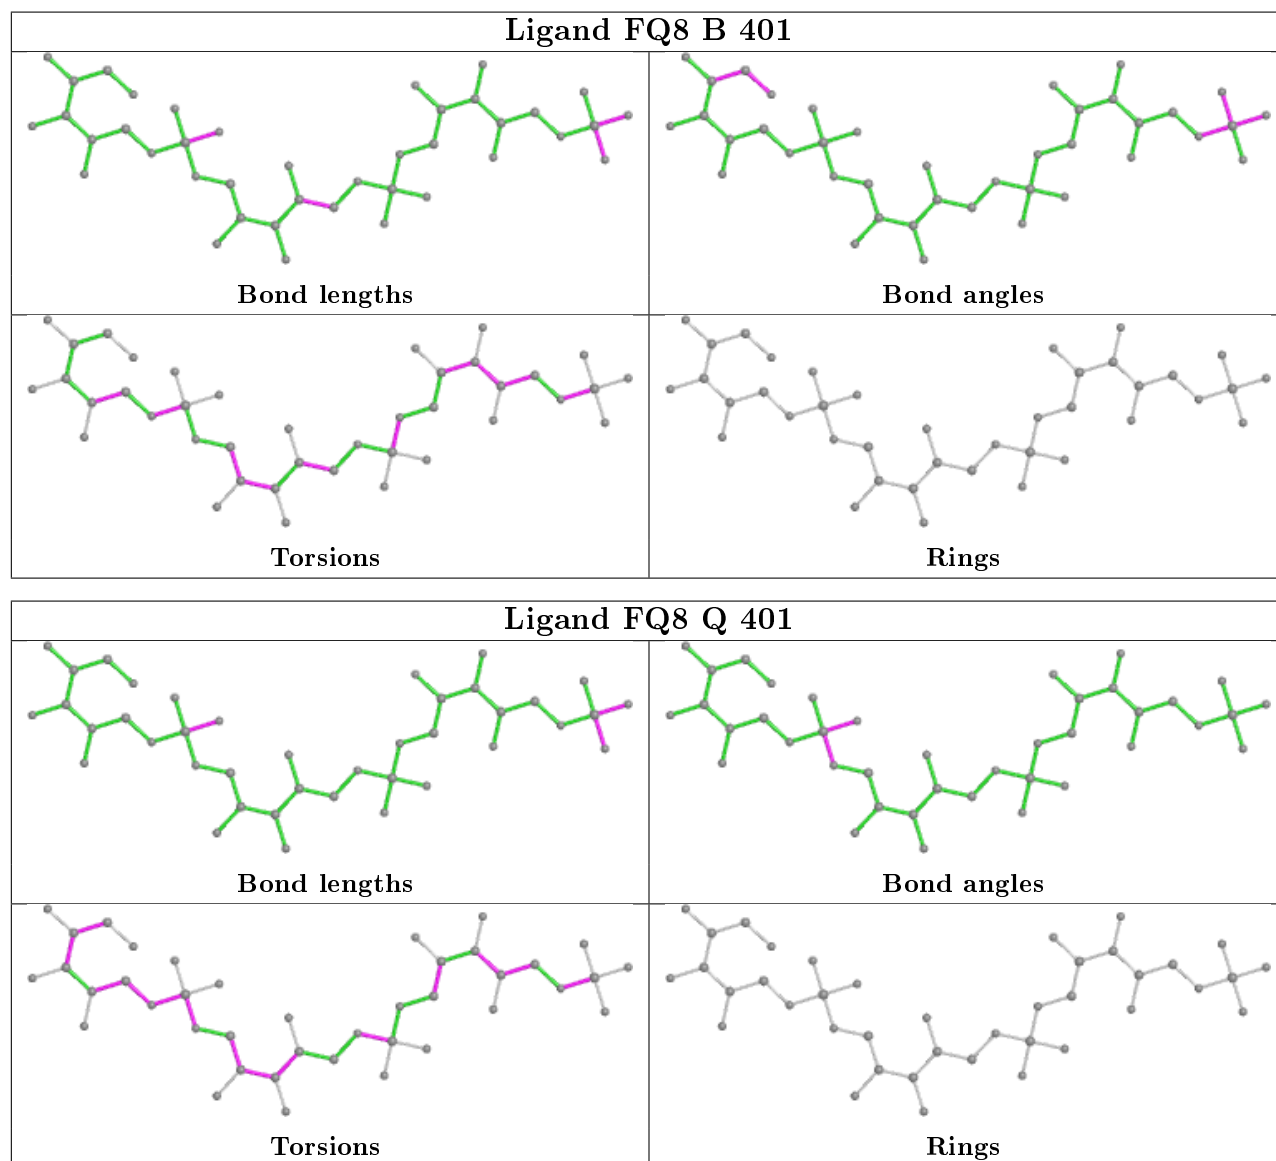 Ligand FQ8 B 401
Bond lengths
Bond angles
Torsions
Rings
Ligand FQ8 Q 401
Bond lengths
Bond angles
Torsions
Rings